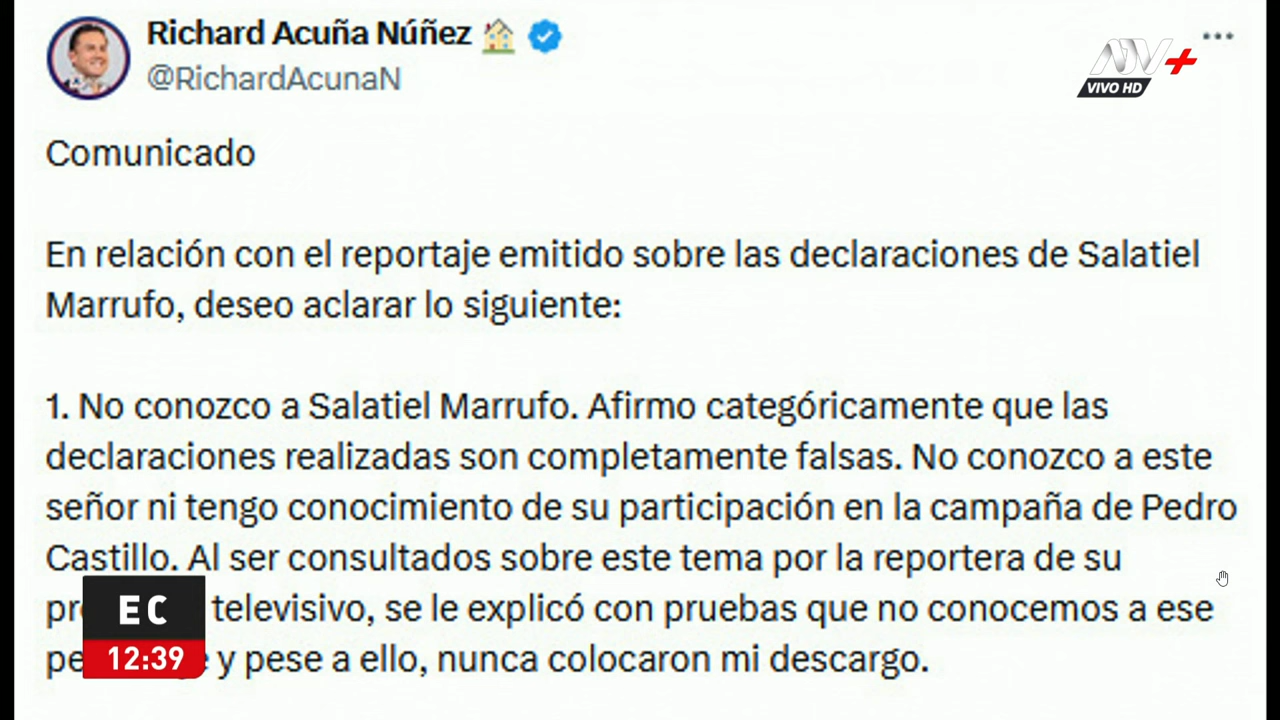 Richard Acuña Núñez
@RichardAcunaN
ATV+
VIVO HD
Comunicado
En relación con el reportaje emitido sobre las declaraciones de Salatiel
Marrufo, deseo aclarar lo siguiente:
1. No conozco a Salatiel Marrufo. Afirmo categóricamente que las
declaraciones realizadas son completamente falsas. No conozco a este
señor ni tengo conocimiento de su participación en la campaña de Pedro
Castillo. Al ser consultados sobre este tema por la reportera de su
televisivo, se le explicó con pruebas que no conocemos a ese
y pese a ello, nunca colocaron mi descargo.
EC
12:39